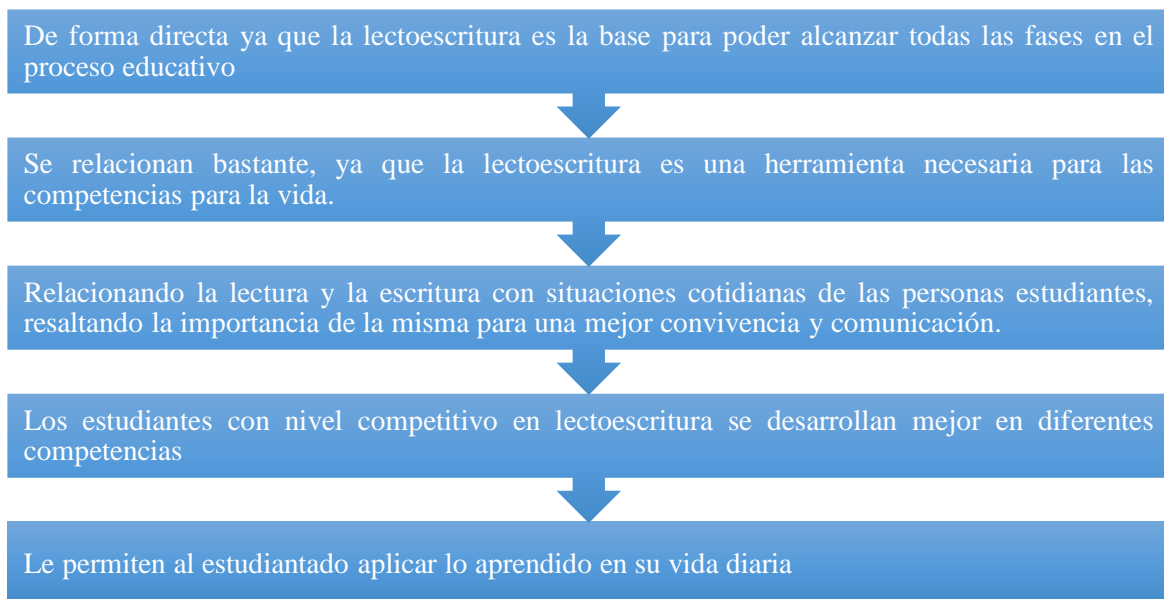 De forma directa ya que la lectoescritura es la base para poder alcanzar todas las fases en el
proceso educativo
Se relacionan bastante, ya que la lectoescritura es una herramienta necesaria para las
competencias para la vida.
Relacionando la lectura y la escritura con situaciones cotidianas de las personas estudiantes,
resaltando la importancia de la misma para una mejor convivencia y comunicación.
Los estudiantes con nivel competitivo en lectoescritura se desarrollan mejor en diferentes
competencias
Le permiten al estudiantado aplicar lo aprendido en su vida diaria